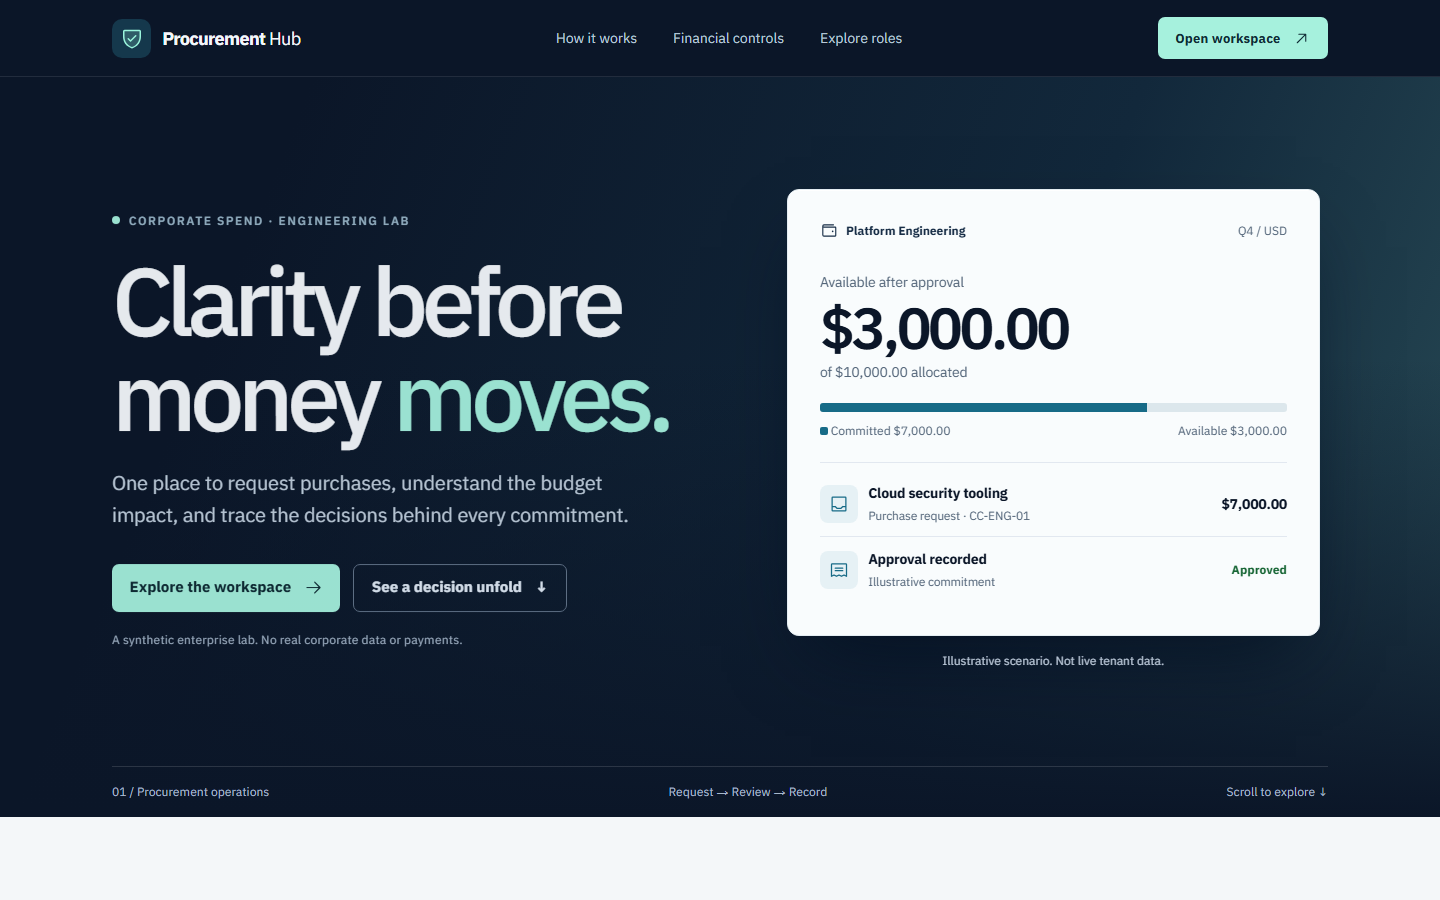 Procurement Hub
How it works
Financial controls
Explore roles
Open workspace
CORPORATE SPEND · ENGINEERING LAB
Clarity before
money moves.
One place to request purchases, understand the budget
impact, and trace the decisions behind every commitment.
Explore the workspace →
See a decision unfold ↓
A synthetic enterprise lab. No real corporate data or payments.
Platform Engineering
Q4 / USD
Available after approval
$3,000.00
of $10,000.00 allocated
Committed $7,000.00
Available $3,000.00
Cloud security tooling
Purchase request · CC-ENG-01
$7,000.00
Approval recorded
Illustrative commitment
Approved
Illustrative scenario. Not live tenant data.
01 / Procurement operations
Request → Review → Record
Scroll to explore ↓